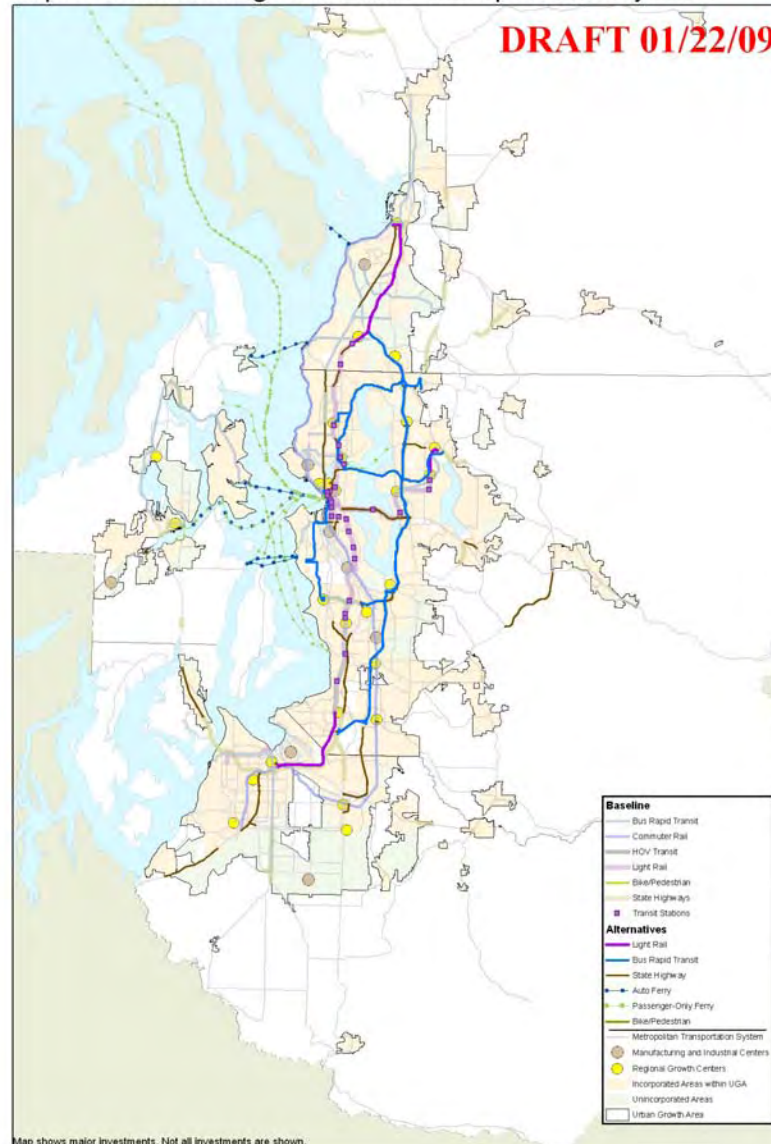 DRAFT 01/22/09
Baseline
Bus Rapid Transit
Commuter Rail
HOV Transit
Light Rail
Bike/Pedestrian
State Highways
Transit Stations
Alternatives
Light Rail
Bus Rapid Transit
State Highway
Auto Ferry
Passenger-Only Ferry
Bike/Pedestrian
Metropolitan Transportation System
Manufacturing and Industrial Centers
Regional Growth Centers
Incorporated Areas within UGA
Unincorporated Areas
Urban Growth Area
Map shows major investments. Not all investments are shown.